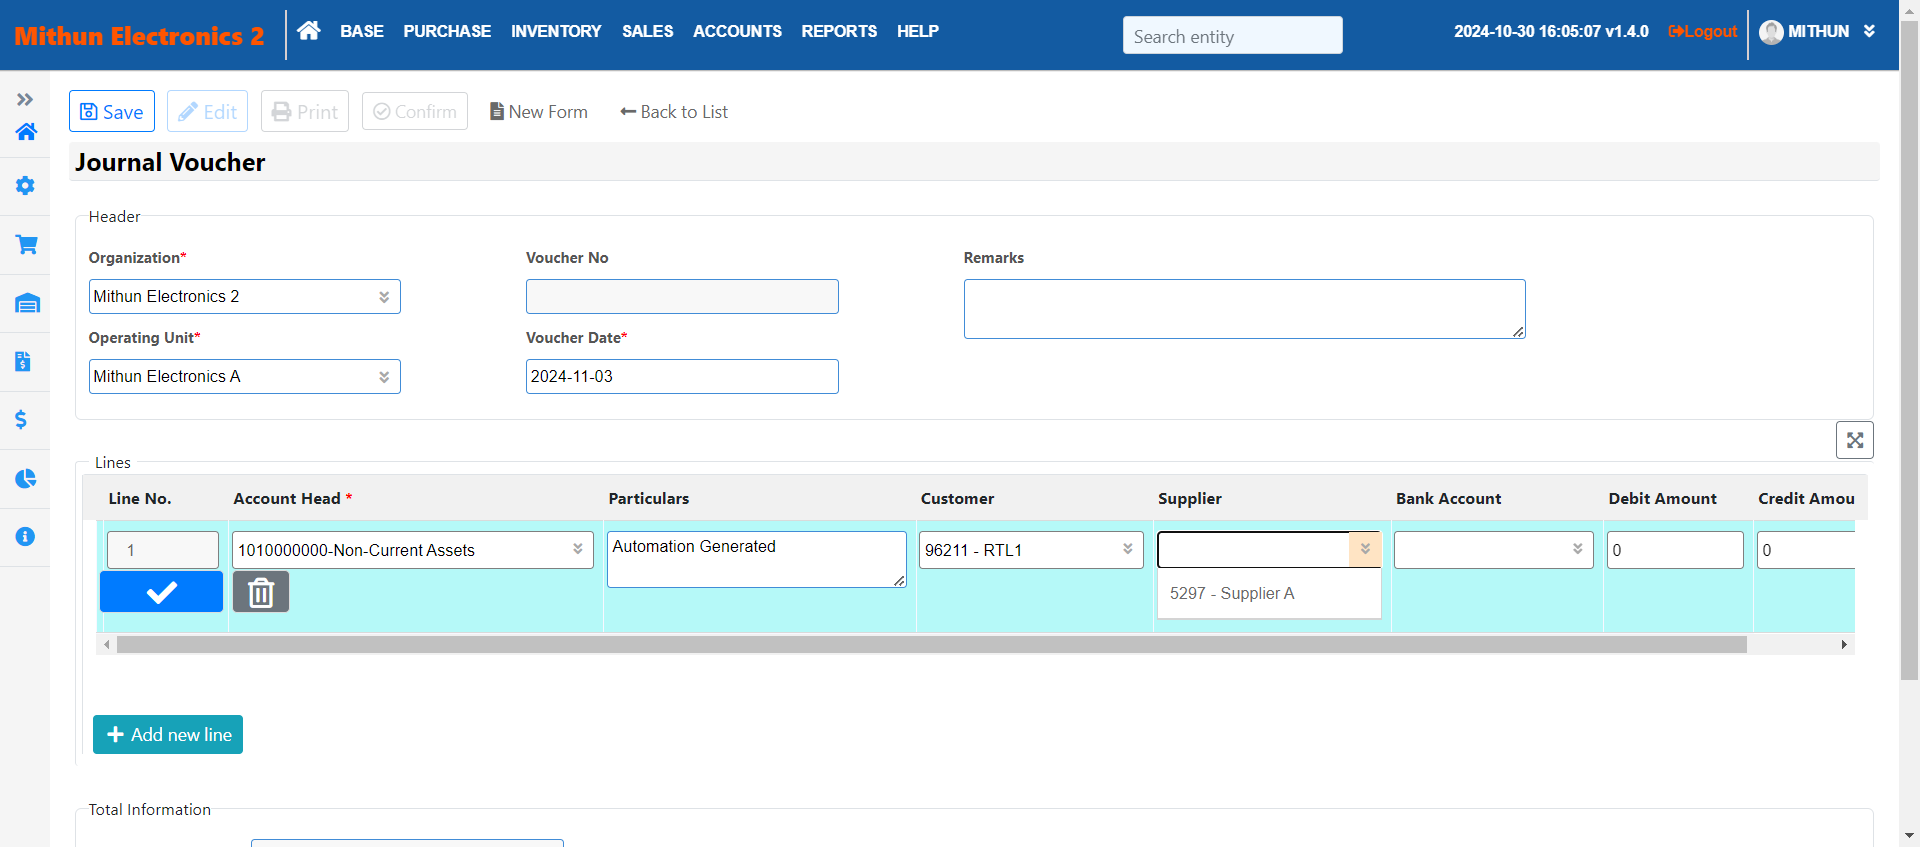 Mithun Electronics 2
BASE PURCHASE INVENTORY SALES ACCOUNTS REPORTS HELP
Search entity
2024-10-30 16:05:07 v1.4.0
Logout
MITHUN
Save Edit Print Confirm New Form Back to List
Journal Voucher
Header
Organization* Voucher No Remarks
Mithun Electronics 2
Operating Unit* Voucher Date*
Mithun Electronics A 2024-11-03
Lines
Line No. Account Head * Particulars Customer Supplier Bank Account Debit Amount Credit Amou
1 1010000000-Non-Current Assets Automation Generated 96211 - RTL1 0 0
5297 - Supplier A
Add new line
Total Information